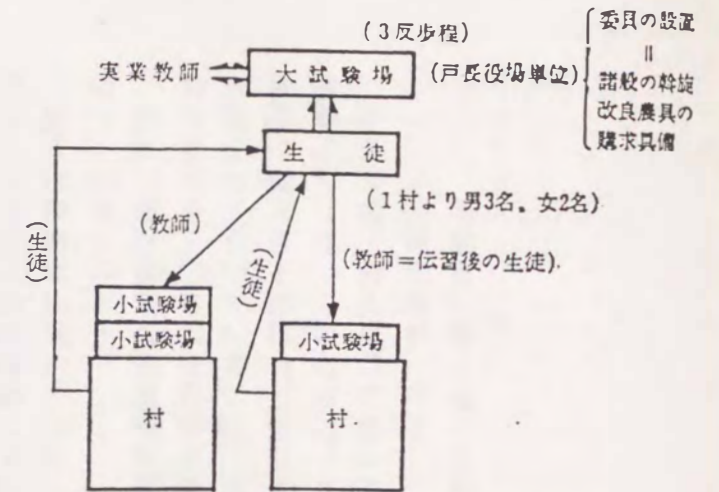 (3反歩程)
実業教師
大試験場
(戸長役場単位)
委員の設置
=
諸般の斡旋
改良農具の
購求具備
生 徒
(1村より男3名。女2名)
(教師)
(生徒)
(生徒)
(教師=伝習後の生徒).
小試験場
小試験場
小試験場
村
村.